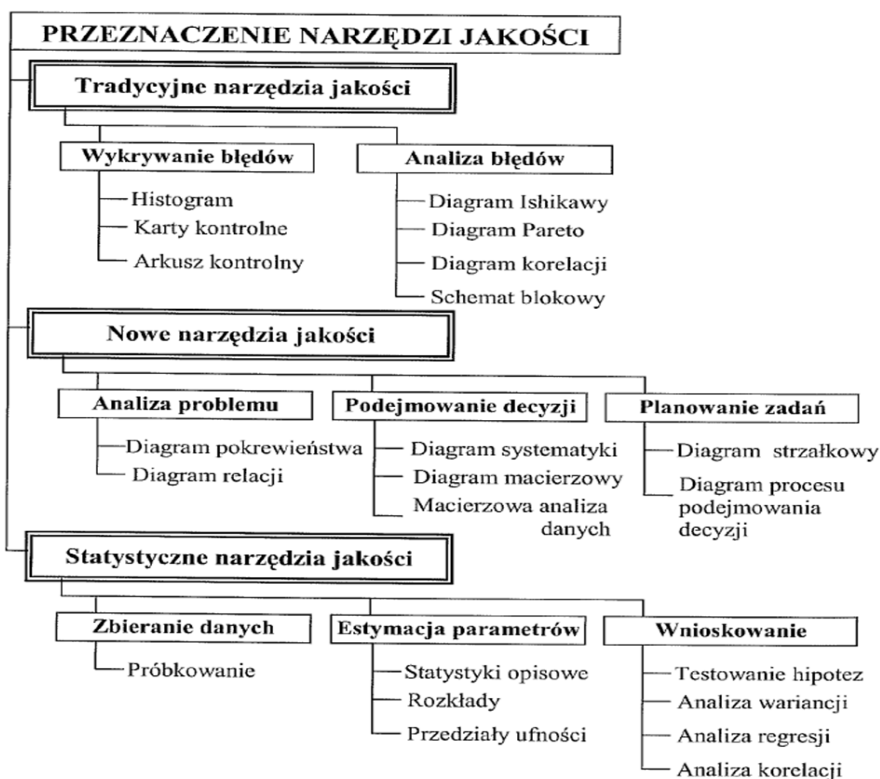 PRZEZNACZENIE NARZĘDZI JAKOŚCI
Tradycyjne narzędzia jakości
Wykrywanie błędów
Histogram
Karty kontrolne
Arkusz kontrolny
Analiza błędów
Diagram Ishikawy
Diagram Pareto
Diagram korelacji
Schemat blokowy
Nowe narzędzia jakości
Analiza problemu
Diagram pokrewieństwa
Diagram relacji
Podejmowanie decyzji
Diagram systematyki
Diagram macierzowy
Macierzowa analiza
danych
Planowanie zadań
Diagram strzałkowy
Diagram procesu
podejmowania
decyzji
Statystyczne narzędzia jakości
Zbieranie danych
Próbkowanie
Estymacja parametrów
Statystyki opisowe
Rozkłady
Przedziały ufności
Wnioskowanie
Testowanie hipotez
Analiza wariancji
Analiza regresji
Analiza korelacji